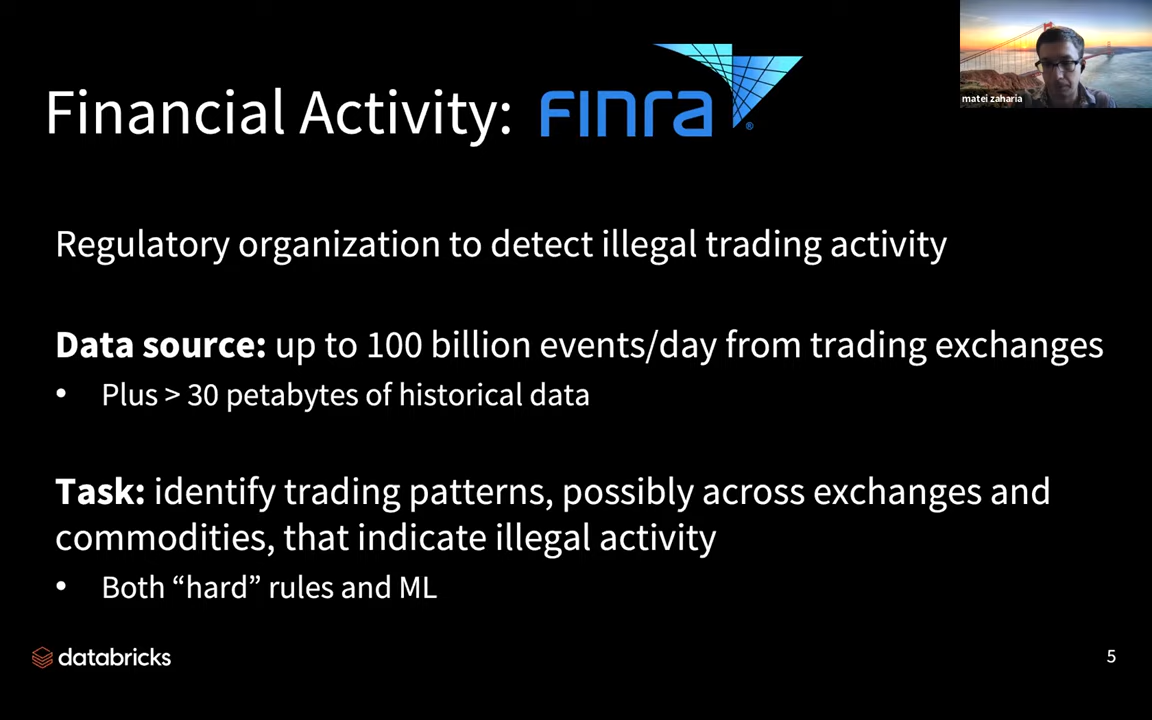 Financial Activity: FINRA®
matei zaharia
Regulatory organization to detect illegal trading activity
Data source: up to 100 billion events/day from trading exchanges
• Plus > 30 petabytes of historical data
Task: identify trading patterns, possibly across exchanges and
commodities, that indicate illegal activity
• Both “hard” rules and ML
databricks
5